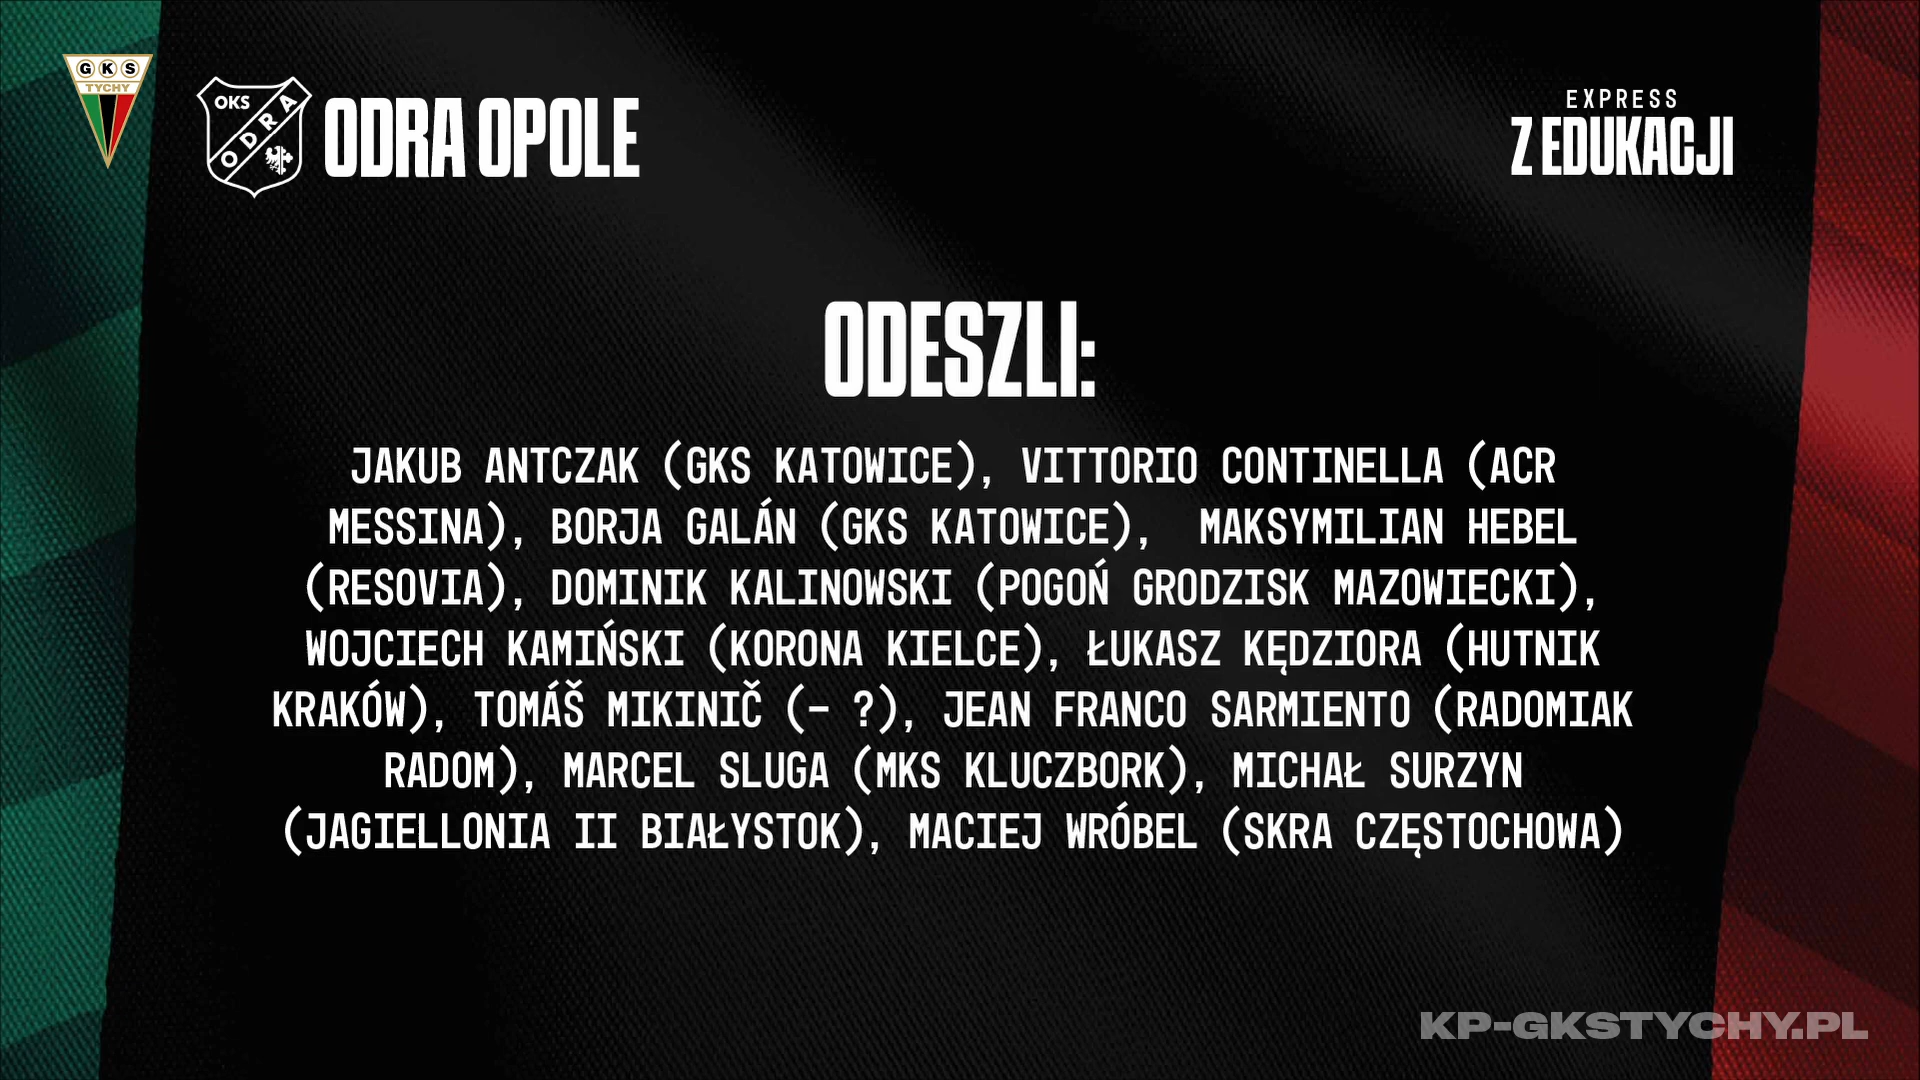 GKS
TYCHY
OKS
ODRA
ODRA OPOLE
EXPRESS
Z EDUKACJI
ODESZLI:
JAKUB ANTCZAK (GKS KATOWICE), VITTORIO CONTINELLA (ACR
MESSINA), BORJA GALÁN (GKS KATOWICE), MAKSYMILIAN HEBEL
(RESOVIA), DOMINIK KALINOWSKI (POGOŃ GRODZISK MAZOWIECKI),
WOJCIECH KAMIŃSKI (KORONA KIELCE), ŁUKASZ KĘDZIORA (HUTNIK
KRAKÓW), TOMÁŠ MIKINIČ (– ?), JEAN FRANCO SARMIENTO (RADOMIAK
RADOM), MARCEL SLUGA (MKS KLUCZBORK), MICHAŁ SURZYN
(JAGIELLONIA II BIAŁYSTOK), MACIEJ WRÓBEL (SKRA CZĘSTOCHOWA)
KP-GKSTYCHY.PL